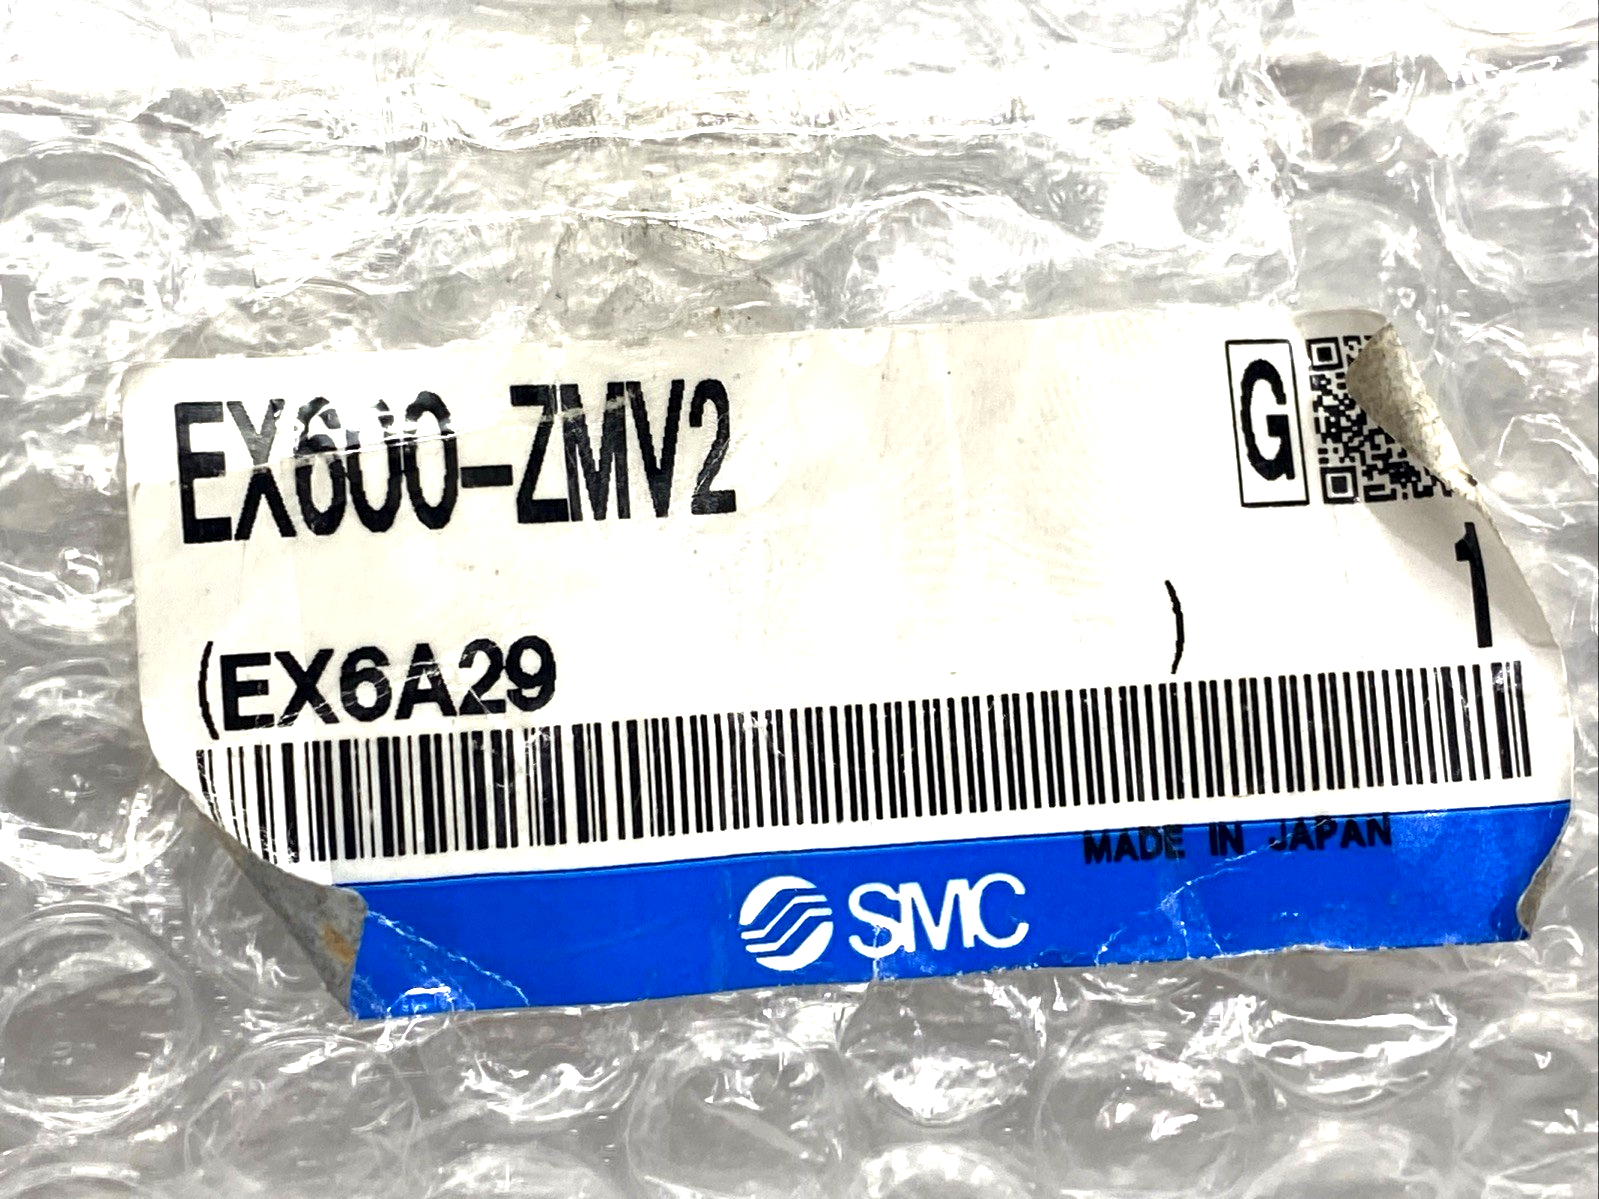 EX600-ZMV2
G
1
(EX6A29 )
MADE IN JAPAN
SMC